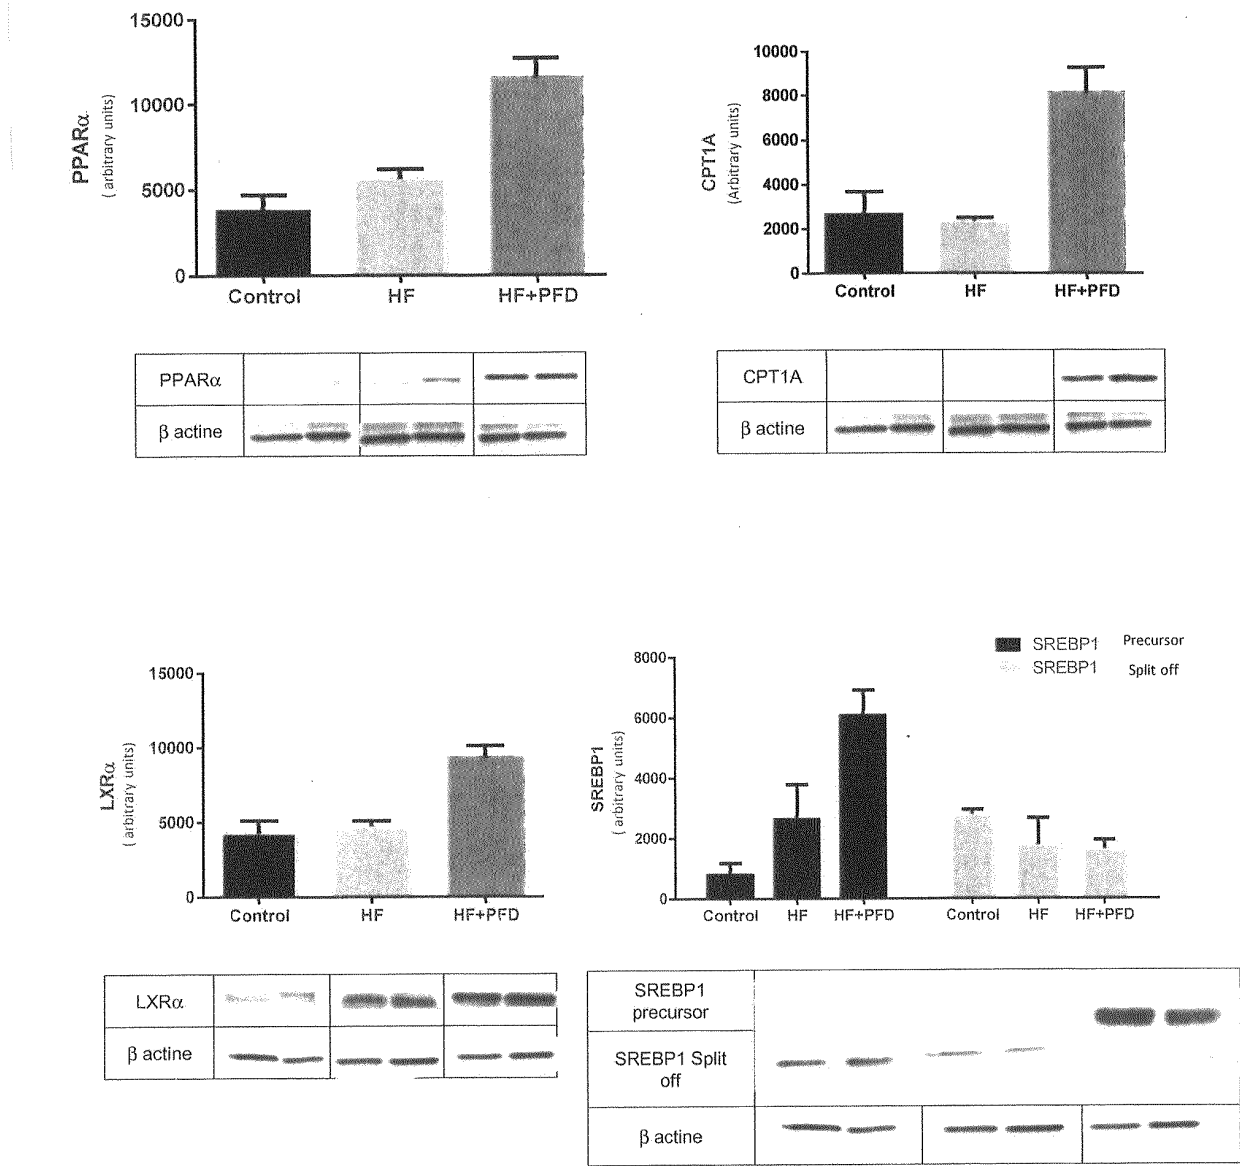 15000
10000
5000
0
PPARα
( arbitrary units)
Control HF HF+PFD
10000
8000
6000
4000
2000
0
CPT1A
(Arbitrary units)
Control HF HF+PFD
PPARα
β actine
CPT1A
β actine
15000
10000
5000
0
LXRα
( arbitrary units)
Control HF HF+PFD
SREBP1 Precursor
SREBP1 Split off
8000
6000
4000
2000
0
SREBP1
( arbitrary units)
Control HF HF+PFD Control HF HF+PFD
LXRα
β actine
SREBP1
precursor
SREBP1 Split
off
β actine